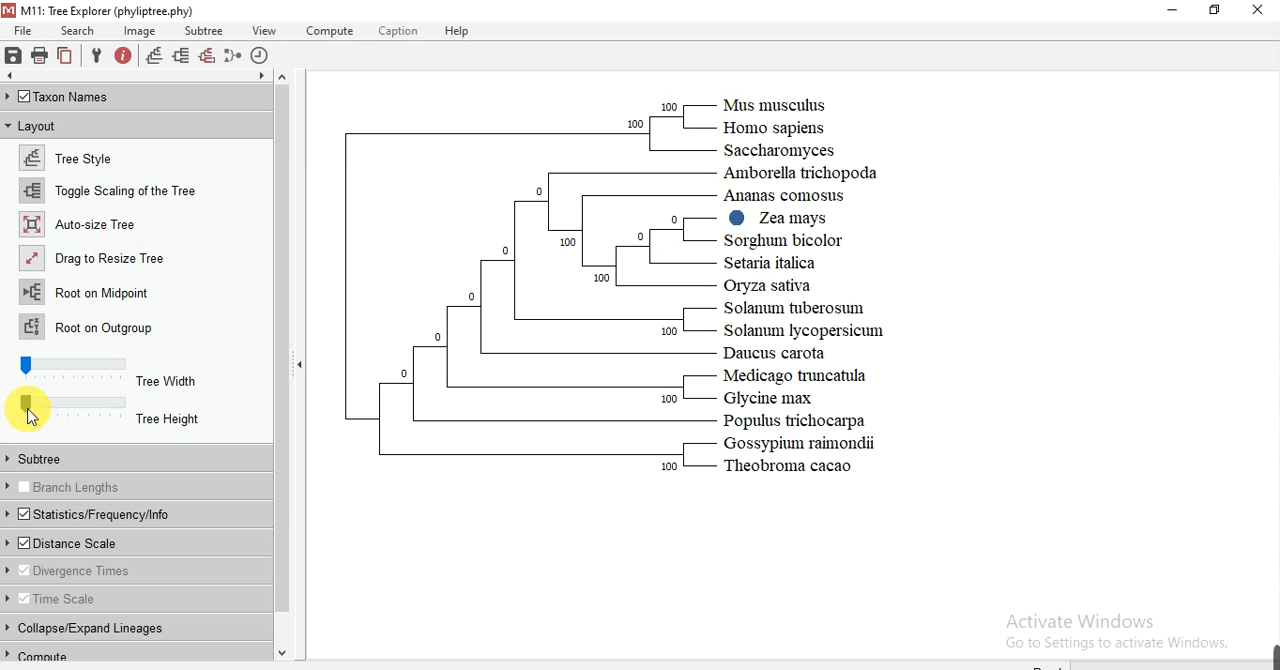 M11: Tree Explorer (phyliptree.phy)
File Search Image Subtree View Compute Caption Help
Taxon Names
Layout
Tree Style
Toggle Scaling of the Tree
Auto-size Tree
Drag to Resize Tree
Root on Midpoint
Root on Outgroup
Tree Width
Tree Height
Subtree
Branch Lengths
Statistics/Frequency/Info
Distance Scale
Divergence Times
Time Scale
Collapse/Expand Lineages
Compute
100 Mus musculus
100
Homo sapiens
Saccharomyces
Amborella trichopoda
0 Ananas comosus
0 Zea mays
100 0 Sorghum bicolor
0 Setaria italica
100 Oryza sativa
0 Solanum tuberosum
100 Solanum lycopersicum
0 Daucus carota
0 Medicago truncatula
100 Glycine max
Populus trichocarpa
Gossypium raimondii
100 Theobroma cacao
Activate Windows
Go to Settings to activate Windows.